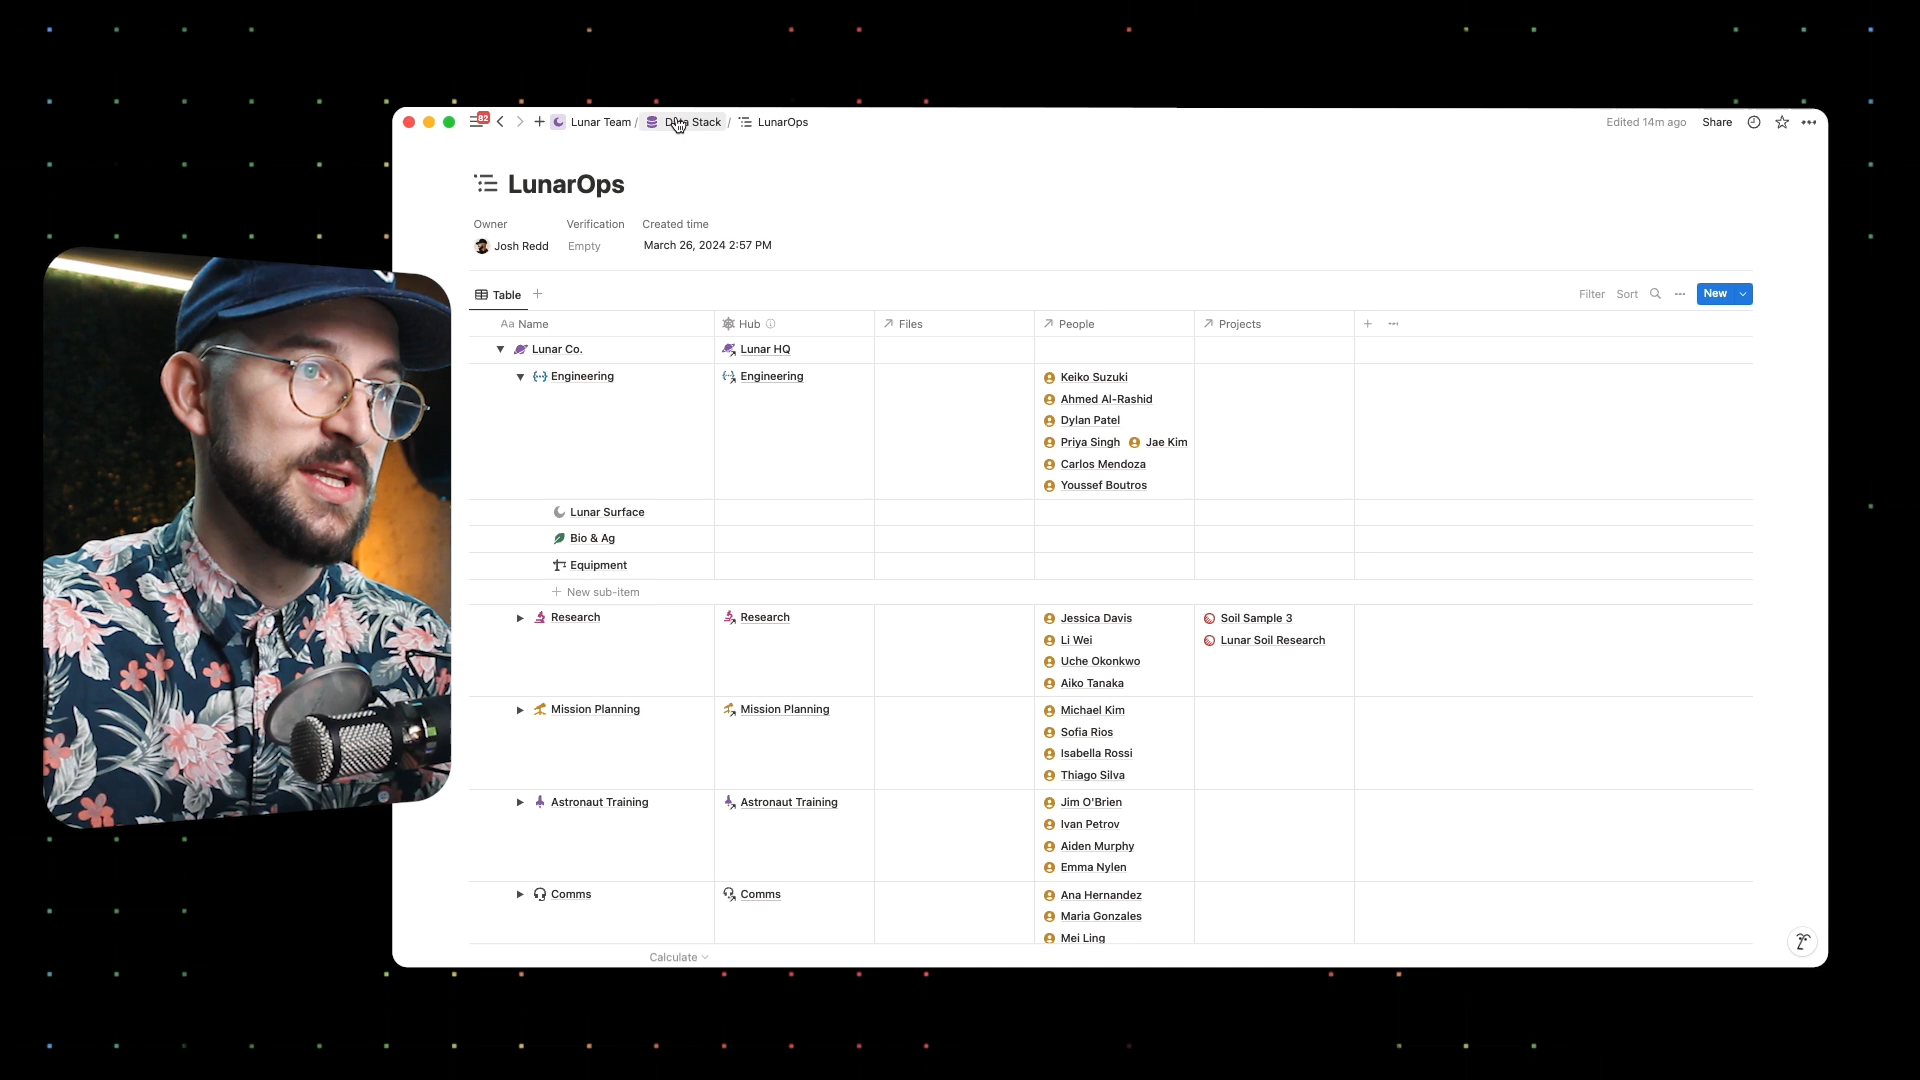 82 Lunar Team / Data Stack / LunarOps Edited 14m ago Share
LunarOps
Owner Verification Created time
Josh Redd Empty March 26, 2024 2:57 PM
Table Filter Sort New
Aa Name Hub Files People Projects
Lunar Co. Lunar HQ
Engineering Engineering Keiko Suzuki
Ahmed Al-Rashid
Dylan Patel
Priya Singh Jae Kim
Carlos Mendoza
Youssef Boutros
Lunar Surface
Bio & Ag
Equipment
New sub-item
Research Research Jessica Davis Soil Sample 3
Li Wei Lunar Soil Research
Uche Okonkwo
Aiko Tanaka
Mission Planning Mission Planning Michael Kim
Sofia Rios
Isabella Rossi
Thiago Silva
Astronaut Training Astronaut Training Jim O'Brien
Ivan Petrov
Aiden Murphy
Emma Nylen
Comms Comms Ana Hernandez
Maria Gonzales
Mei Ling
Calculate